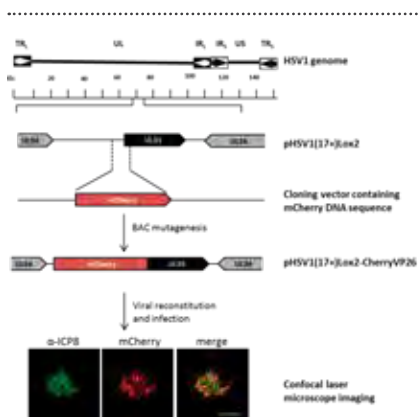 TRL UL IRL IRS US TRS
HSV1 genome
0 20 40 60 80 100 120 140
UL34 UL35 UL36
pHSV1(17+)Lox2
mCherry
Cloning vector containing
mCherry DNA sequence
BAC mutagenesis
mCherry UL35
pHSV1(17+)Lox2-CherryVP26
Viral reconstitution
and infection
α-ICP8 mCherry merge
Confocal laser
microscope imaging